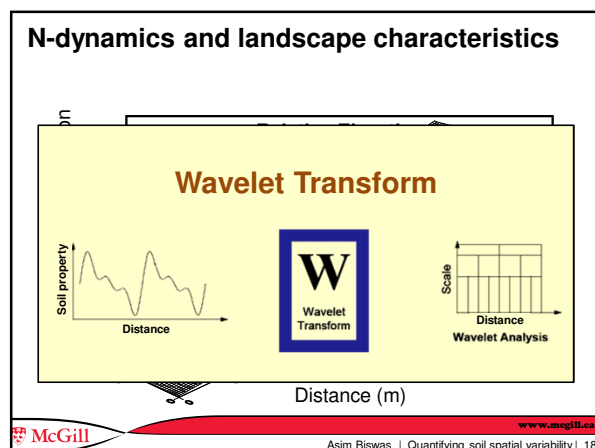 N-dynamics and landscape characteristics
Wavelet Transform
Soil property
Distance
W
Wavelet
Transform
Scale
Distance
Wavelet Analysis
Distance (m)
McGill
www.mcgill.ca
Asim Biswas | Quantifying soil spatial variability | 18